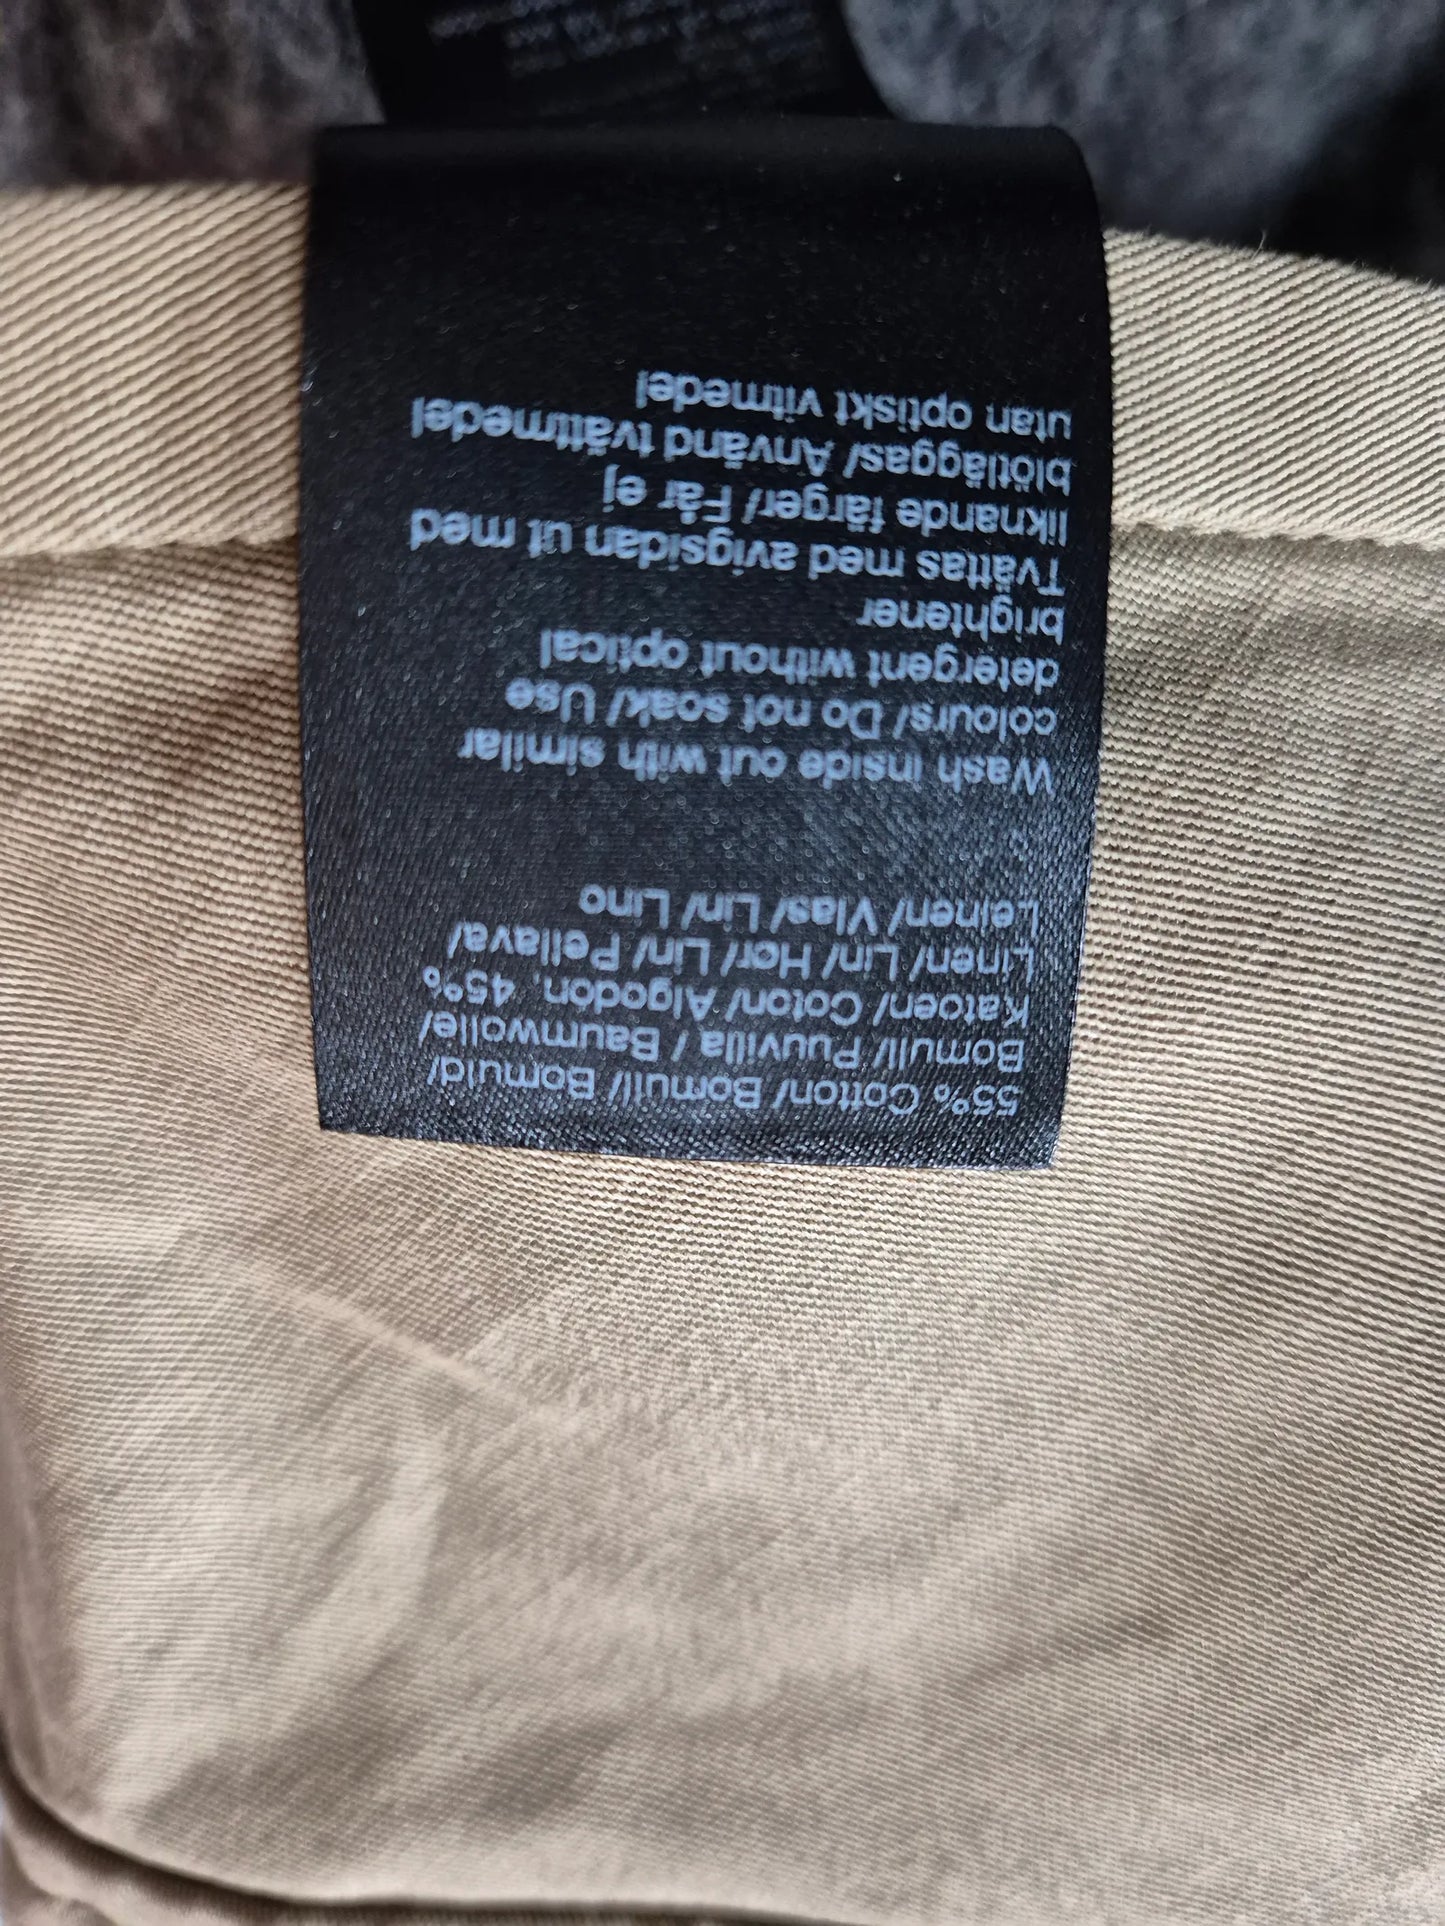 55% Cotton/ Bomull/ Bomuld/
Bomull/ Puuvilla / Baumwolle/
Katoen/ Coton/ Algodón, 45%
Linen/ Lin/ Hør/ Lin/ Pellava/
Leinen/ Vlas/ Lin/ Lino
Wash inside out with similar
colours/ Do not soak/ Use
detergent without optical
brightener
Tvättas med avigsidan ut med
liknande färger/ Får ej
blötläggas/ Använd tvättmedel
utan optiskt vitmedel